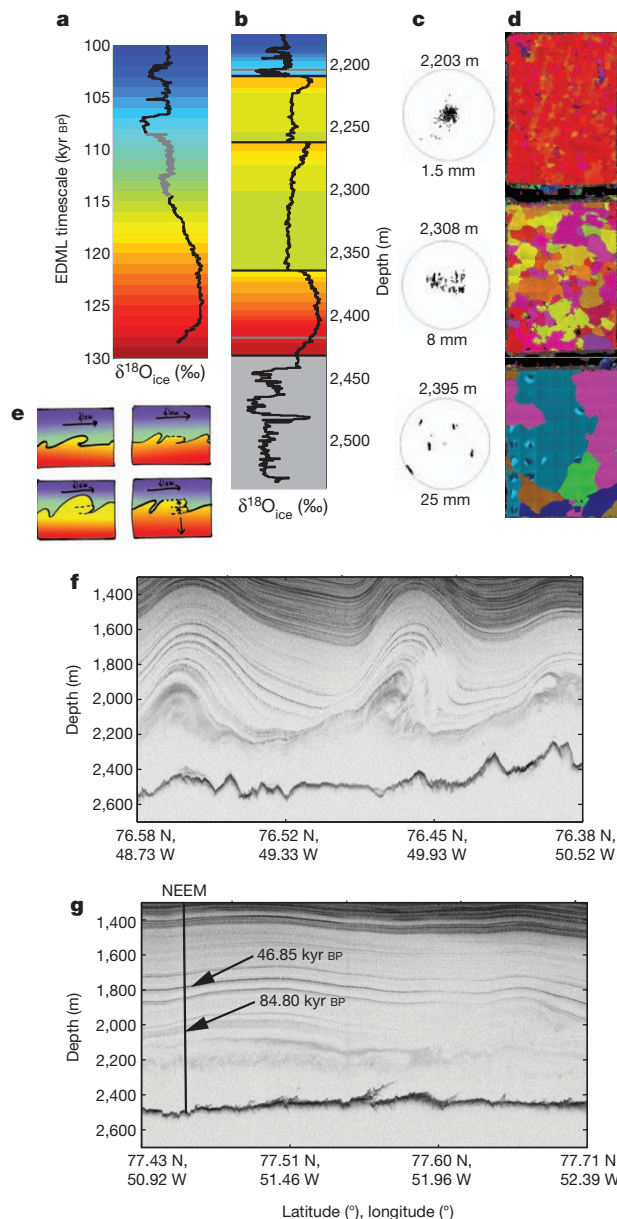 a
100
105
110
115
120
125
130
EDML timescale (kyr BP)
δ18Oice (‰)
b
2,200
2,250
2,300
2,350
2,400
2,450
2,500
Depth (m)
δ18Oice (‰)
c
2,203 m
1.5 mm
2,308 m
8 mm
2,395 m
25 mm
d
e
flow
flow
flow
flow
f
1,400
1,600
1,800
2,000
2,200
2,400
2,600
Depth (m)
76.58 N,
48.73 W
76.52 N,
49.33 W
76.45 N,
49.93 W
76.38 N,
50.52 W
g
NEEM
46.85 kyr BP
84.80 kyr BP
1,400
1,600
1,800
2,000
2,200
2,400
2,600
Depth (m)
77.43 N,
50.92 W
77.51 N,
51.46 W
77.60 N,
51.96 W
77.71 N,
52.39 W
Latitude (°), longitude (°)